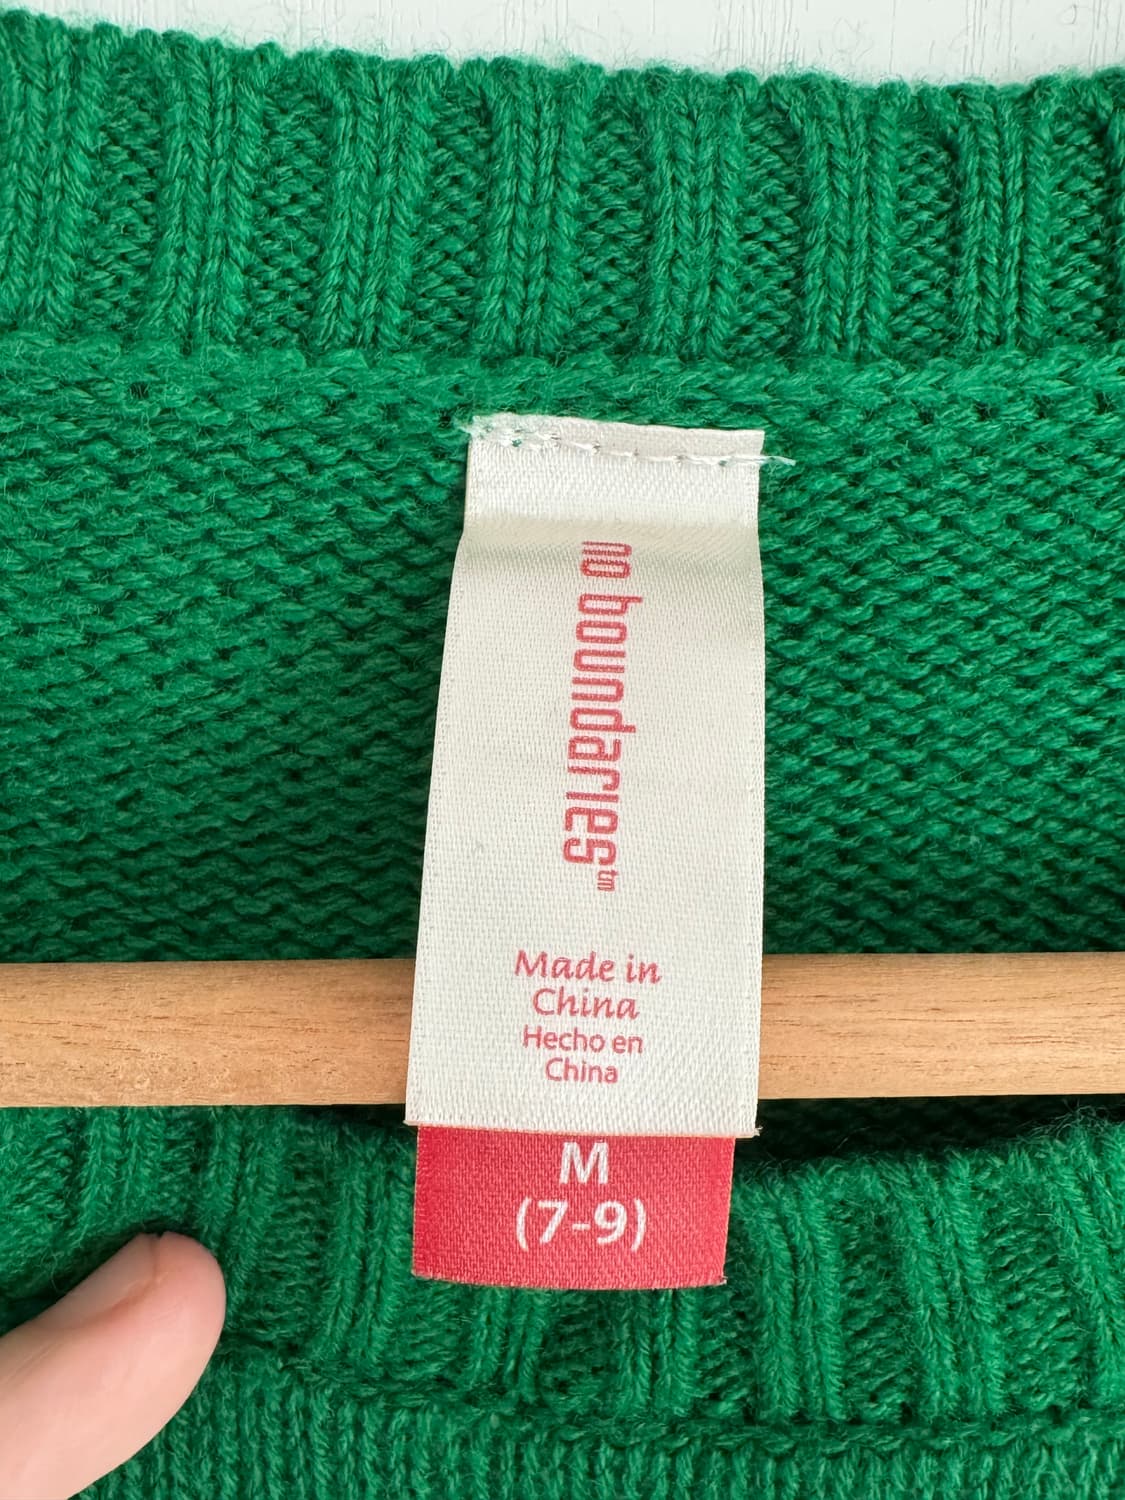 no boundaries™
Made in
China
Hecho en
China
M
(7-9)